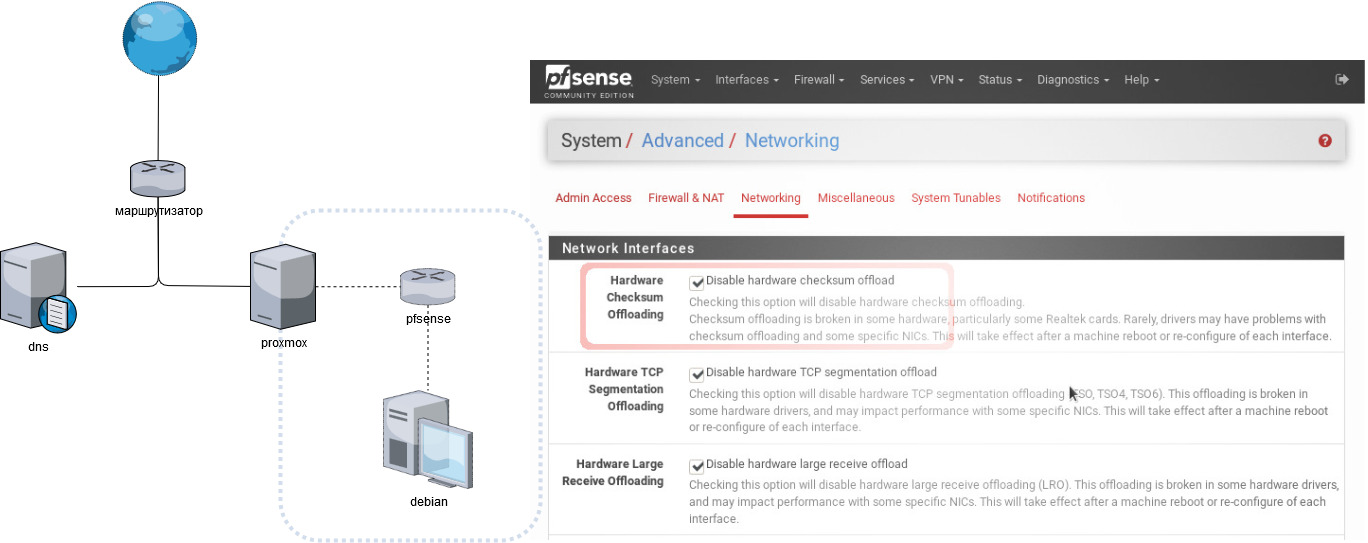 маршрутизатор
dns
proxmox
pfsense
debian
pfsense
COMMUNITY EDITION
System Interfaces Firewall Services VPN Status Diagnostics Help
System / Advanced / Networking
Admin Access Firewall & NAT Networking Miscellaneous System Tunables Notifications
Network Interfaces
Hardware
Checksum
Offloading
Disable hardware checksum offload
Checking this option will disable hardware checksum offloading.
Checksum offloading is broken in some hardware, particularly some Realtek cards. Rarely, drivers may have problems with
checksum offloading and some specific NICs. This will take effect after a machine reboot or re-configure of each interface.
Hardware TCP
Segmentation
Offloading
Disable hardware TCP segmentation offload
Checking this option will disable hardware TCP segmentation offloading SO, TSO4, TSO6). This offloading is broken in
some hardware drivers, and may impact performance with some specific NICs. This will take effect after a machine reboot
or re-configure of each interface.
Hardware Large
Receive Offloading
Disable hardware large receive offload
Checking this option will disable hardware large receive offloading (LRO). This offloading is broken in some hardware drivers,
and may impact performance with some specific NICs. This will take effect after a machine reboot or re-configure of each
interface.